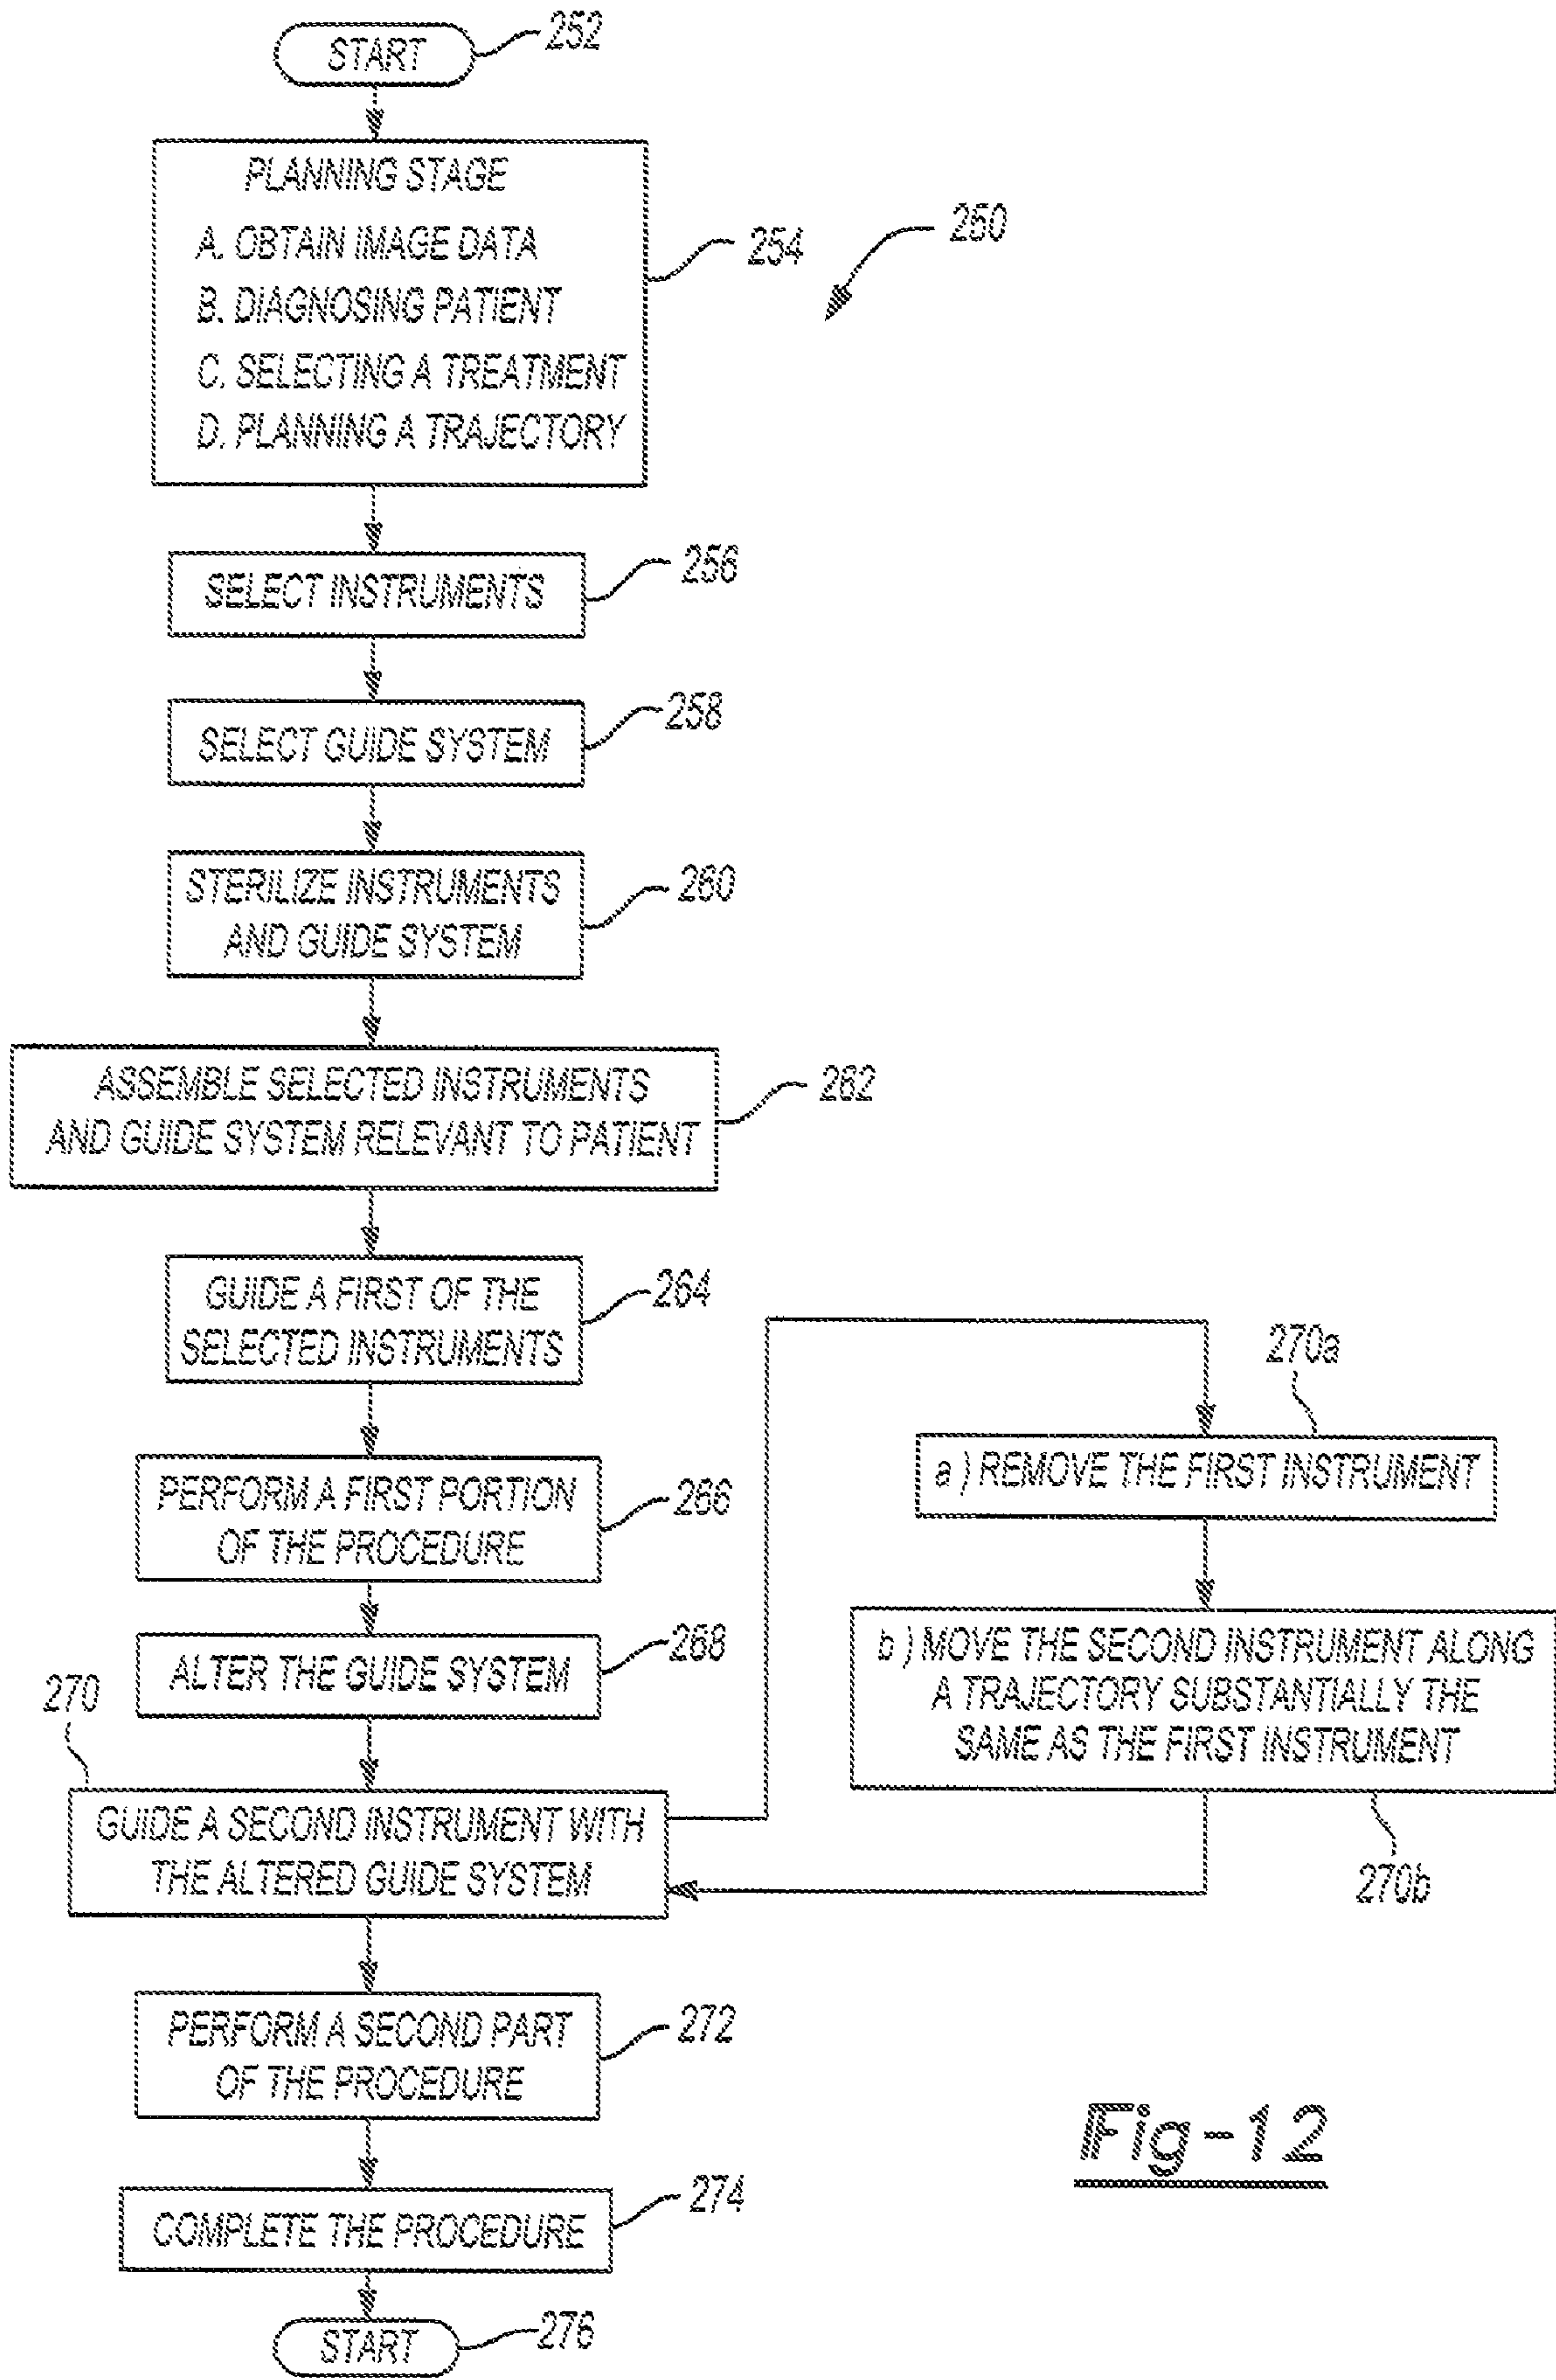 START
252
PLANNING STAGE
A. OBTAIN IMAGE DATA
B. DIAGNOSING PATIENT
C. SELECTING A TREATMENT
D. PLANNING A TRAJECTORY
254
250
SELECT INSTRUMENTS
256
SELECT GUIDE SYSTEM
258
STERILIZE INSTRUMENTS
AND GUIDE SYSTEM
260
ASSEMBLE SELECTED INSTRUMENTS
AND GUIDE SYSTEM RELEVANT TO PATIENT
262
GUIDE A FIRST OF THE
SELECTED INSTRUMENTS
264
PERFORM A FIRST PORTION
OF THE PROCEDURE
266
ALTER THE GUIDE SYSTEM
268
270
GUIDE A SECOND INSTRUMENT WITH
THE ALTERED GUIDE SYSTEM
270a
a ) REMOVE THE FIRST INSTRUMENT
b ) MOVE THE SECOND INSTRUMENT ALONG
A TRAJECTORY SUBSTANTIALLY THE
SAME AS THE FIRST INSTRUMENT
270b
PERFORM A SECOND PART
OF THE PROCEDURE
272
COMPLETE THE PROCEDURE
274
START
276
Fig-12